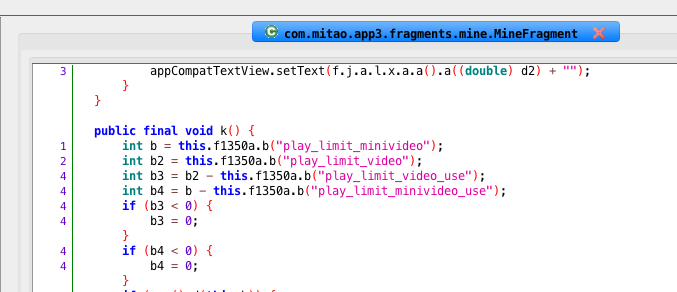 com.mitao.app3.fragments.mine.MineFragment
3 appCompatTextView.setText(f.j.a.l.x.a.a().a((double) d2) + "");
}
}
public final void k() {
1 int b = this.f1350a.b("play_limit_minivideo");
2 int b2 = this.f1350a.b("play_limit_video");
4 int b3 = b2 - this.f1350a.b("play_limit_video_use");
4 int b4 = b - this.f1350a.b("play_limit_minivideo_use");
4 if (b3 < 0) {
4 b3 = 0;
}
4 if (b4 < 0) {
4 b4 = 0;
}